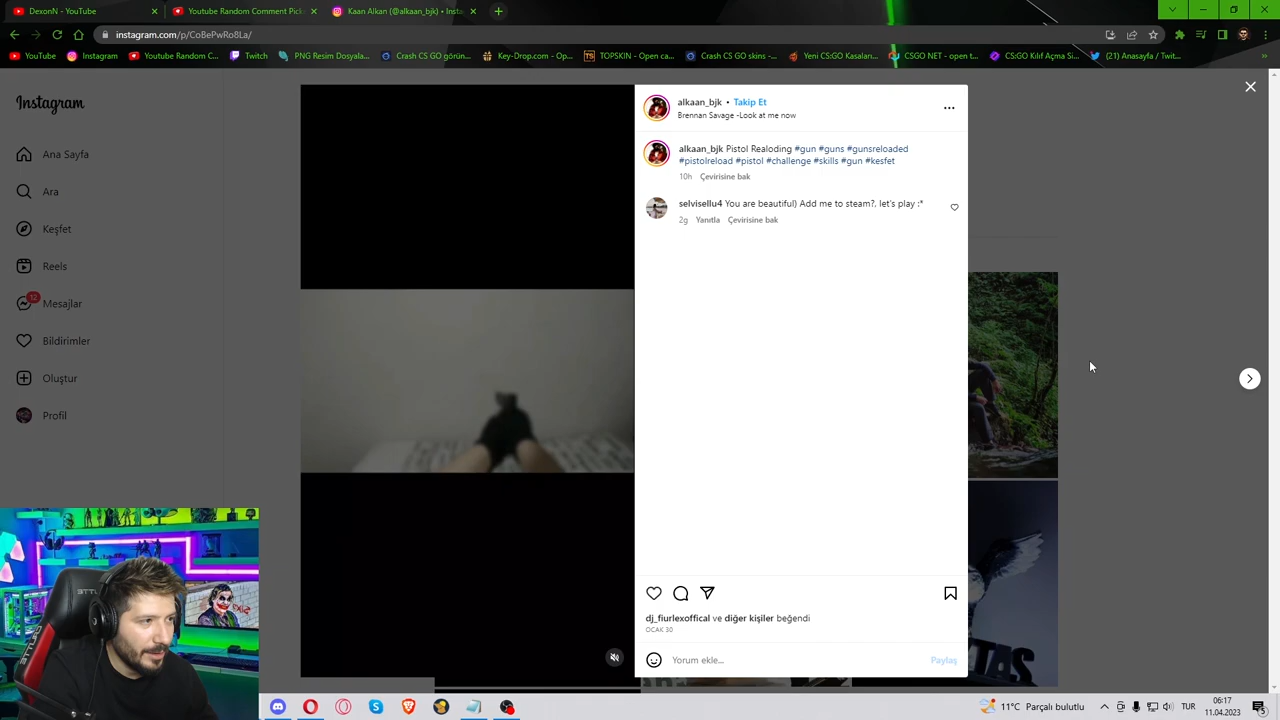 DexonN - YouTube
YouTube Random Comment Pick
Kaan Alkan (@alkaan_bjk) • Insta
instagram.com/p/CoBePwRo8La/
YouTube
Instagram
YouTube
Twitch
PNG Resim Dosyala...
Crash CS GO görün...
Key-Drop.com - Op...
TOPSKIN - Open ca...
Crash CS GO skins -...
Yeni CS:GO Kasaları...
CSGO NET - open t...
CS:GO Kılıf Açma Si...
(21) Anasayfa / Twit...
Instagram
Ana Sayfa
Ara
Keşfet
Reels
12
Mesajlar
Bildirimler
Oluştur
Profil
alkaan_bjk • Takip Et
Brennan Savage -Look at me now
alkaan_bjk Pistol Realoding #gun #guns #gunsreloaded
#pistolreload #pistol #challenge #skills #gun #kesfet
10h Çevirisine bak
selvisellu4 You are beautiful) Add me to steam?, let's play :*
2g Yanıtla Çevirisine bak
dj_fiurlexoffical ve diğer kişiler beğendi
OCAK 30
Yorum ekle...
Paylaş
11°C Parçalı bulutlu
TUR
06:17
11.04.2023